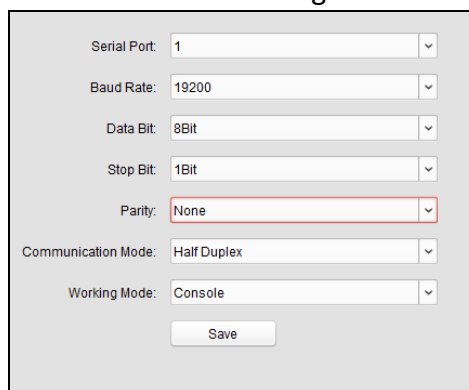 Serial Port: 1
Baud Rate: 19200
Data Bit: 8Bit
Stop Bit: 1Bit
Parity: None
Communication Mode: Half Duplex
Working Mode: Console
Save